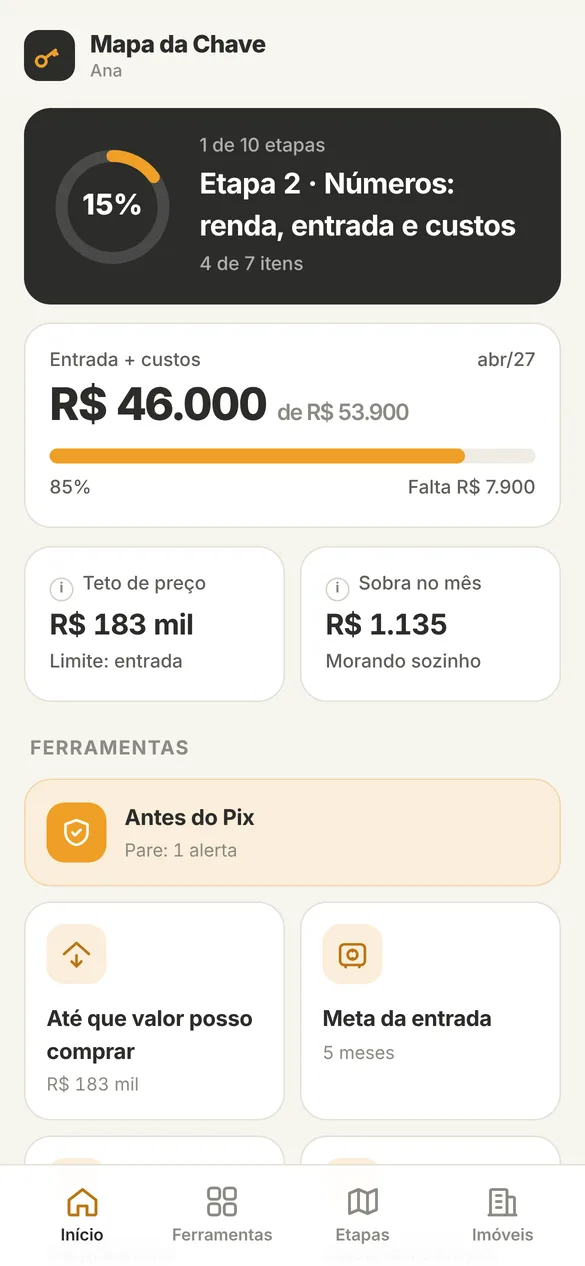 Mapa da Chave
Ana
1 de 10 etapas
15%
Etapa 2 · Números:
renda, entrada e custos
4 de 7 itens
Entrada + custos
abr/27
R$ 46.000 de R$ 53.900
85%
Falta R$ 7.900
i Teto de preço
R$ 183 mil
Limite: entrada
i Sobra no mês
R$ 1.135
Morando sozinho
FERRAMENTAS
Antes do Pix
Pare: 1 alerta
Até que valor posso
comprar
R$ 183 mil
Meta da entrada
5 meses
Início
Ferramentas
Etapas
Imóveis